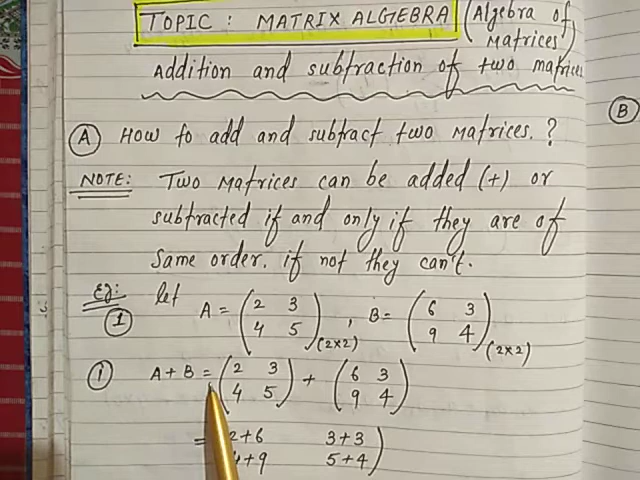 TOPIC: MATRIX ALGEBRA (Algebra of Matrices)
Addition and subtraction of two matrices
(A) How to add and subtract two Matrices.?
NOTE: Two Matrices can be added (+) or
subtracted if and only if they are of
same order. if not they can't.
Eg: let
(1) A = (2 3 / 4 5)(2×2), B = (6 3 / 9 4)(2×2)
(i) A + B = (2 3 / 4 5) + (6 3 / 9 4)
= 2+6 3+3
+9 5+4)
(B)